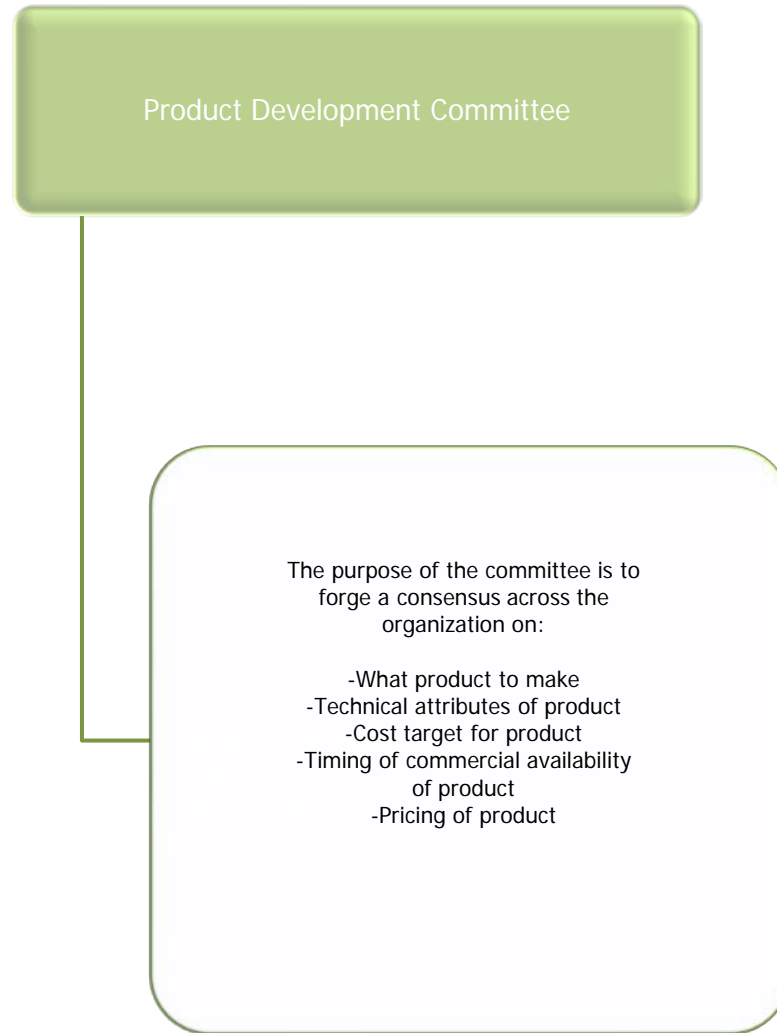 Product Development Committee
The purpose of the committee is to
forge a consensus across the
organization on:
-What product to make
-Technical attributes of product
-Cost target for product
-Timing of commercial availability
of product
-Pricing of product